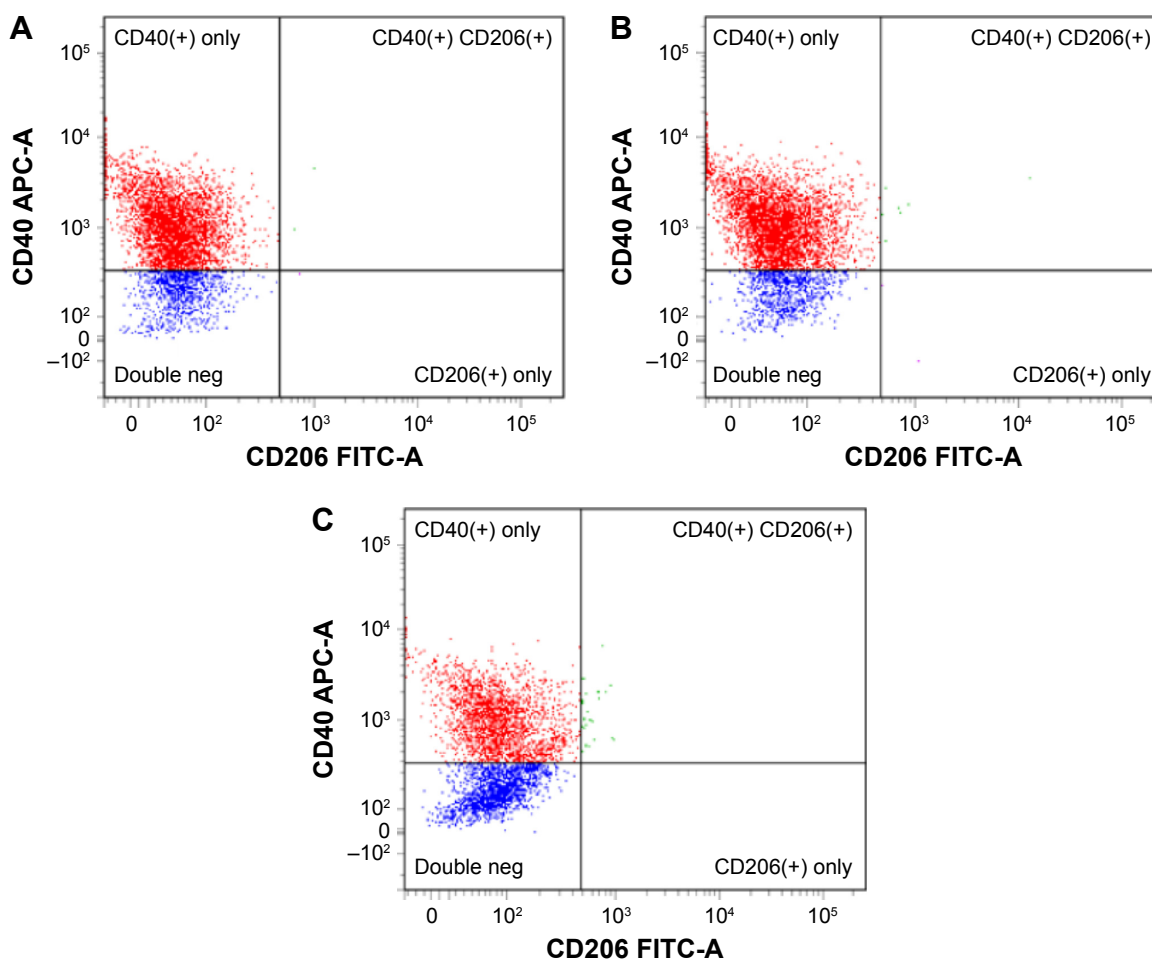 A
CD40(+) only CD40(+) CD206(+)
10⁵
10⁴
10³
10²
0
–10²
CD40 APC-A
Double neg CD206(+) only
0 10² 10³ 10⁴ 10⁵
CD206 FITC-A
B
CD40(+) only CD40(+) CD206(+)
10⁵
10⁴
10³
10²
0
–10²
CD40 APC-A
Double neg CD206(+) only
0 10² 10³ 10⁴ 10⁵
CD206 FITC-A
C
CD40(+) only CD40(+) CD206(+)
10⁵
10⁴
10³
10²
0
–10²
CD40 APC-A
Double neg CD206(+) only
0 10² 10³ 10⁴ 10⁵
CD206 FITC-A